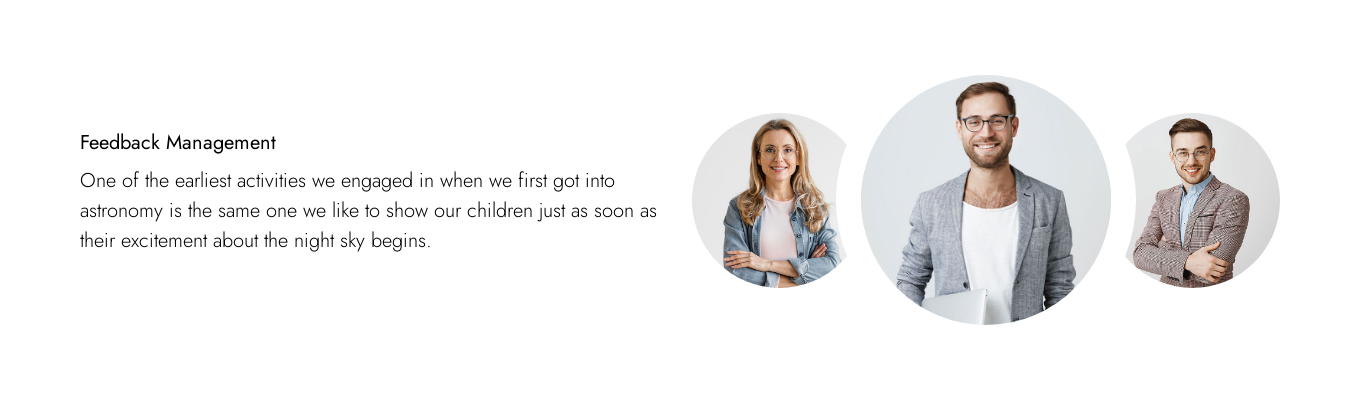 Feedback Management
One of the earliest activities we engaged in when we first got into
astronomy is the same one we like to show our children just as soon as
their excitement about the night sky begins.